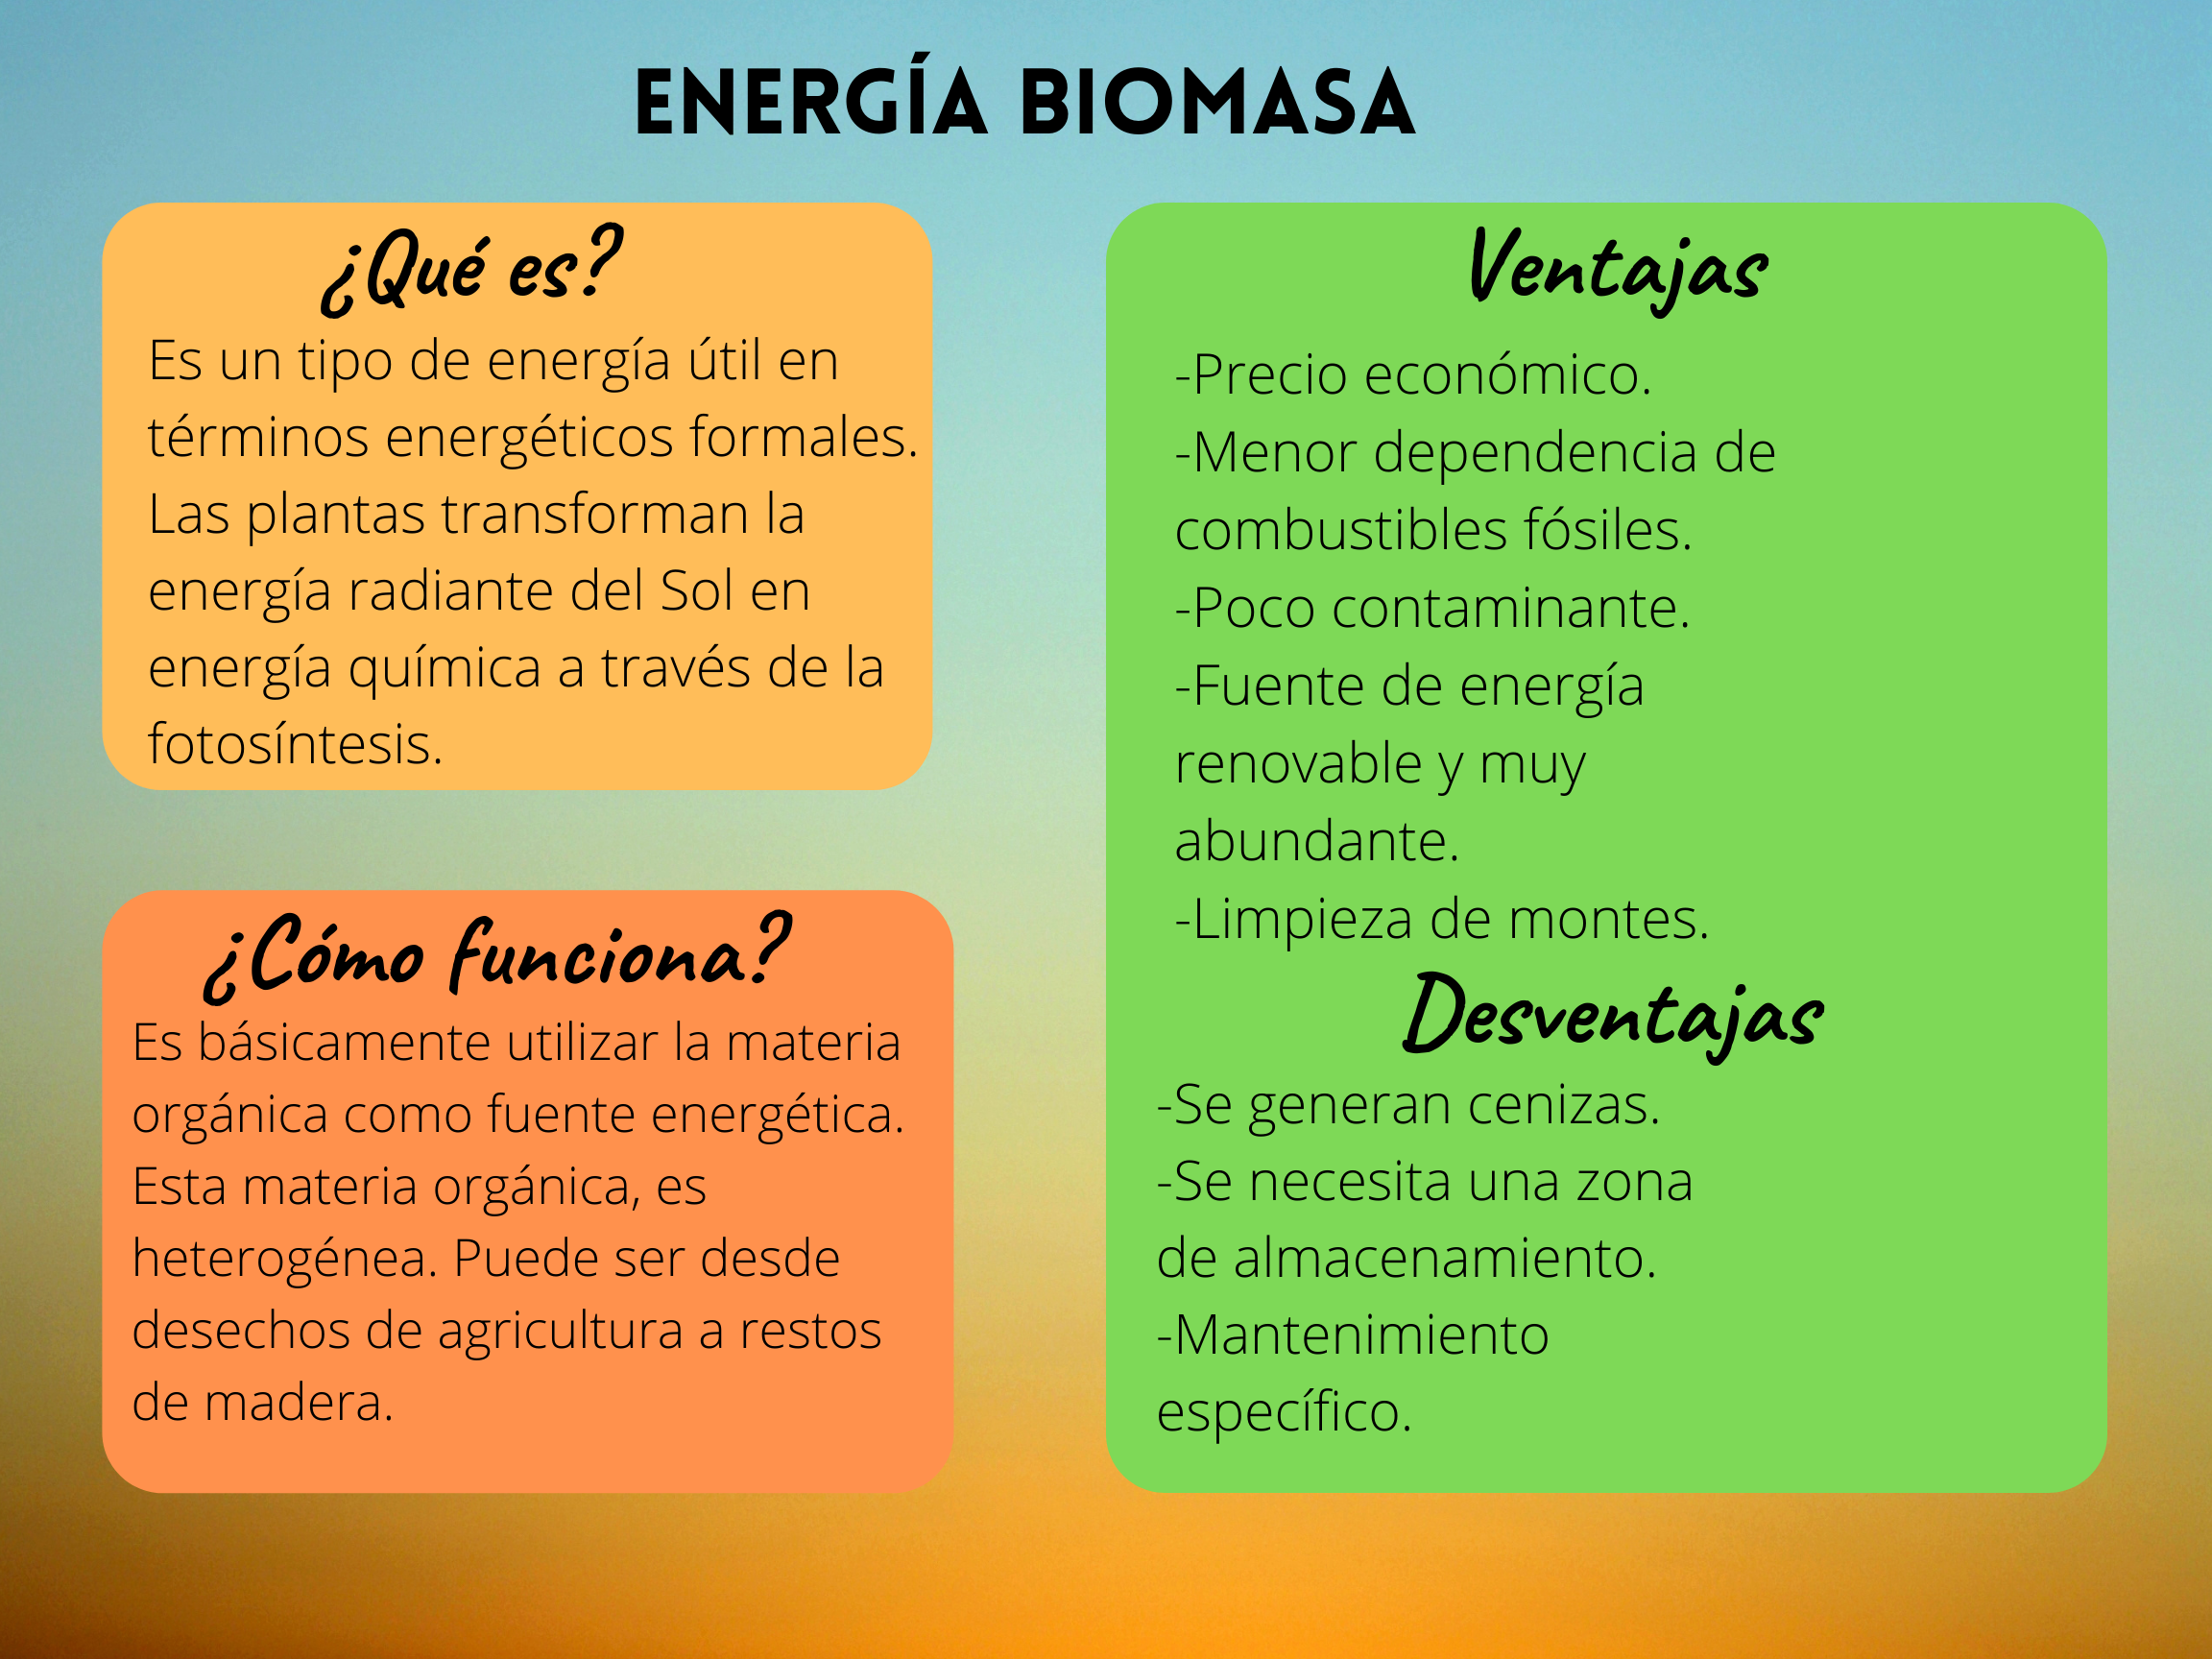 ENERGÍA BIOMASA
¿Qué es?
Es un tipo de energía útil en
términos energéticos formales.
Las plantas transforman la
energía radiante del Sol en
energía química a través de la
fotosíntesis.
¿Cómo funciona?
Es básicamente utilizar la materia
orgánica como fuente energética.
Esta materia orgánica, es
heterogénea. Puede ser desde
desechos de agricultura a restos
de madera.
Ventajas
-Precio económico.
-Menor dependencia de
combustibles fósiles.
-Poco contaminante.
-Fuente de energía
renovable y muy
abundante.
-Limpieza de montes.
Desventajas
-Se generan cenizas.
-Se necesita una zona
de almacenamiento.
-Mantenimiento
específico.